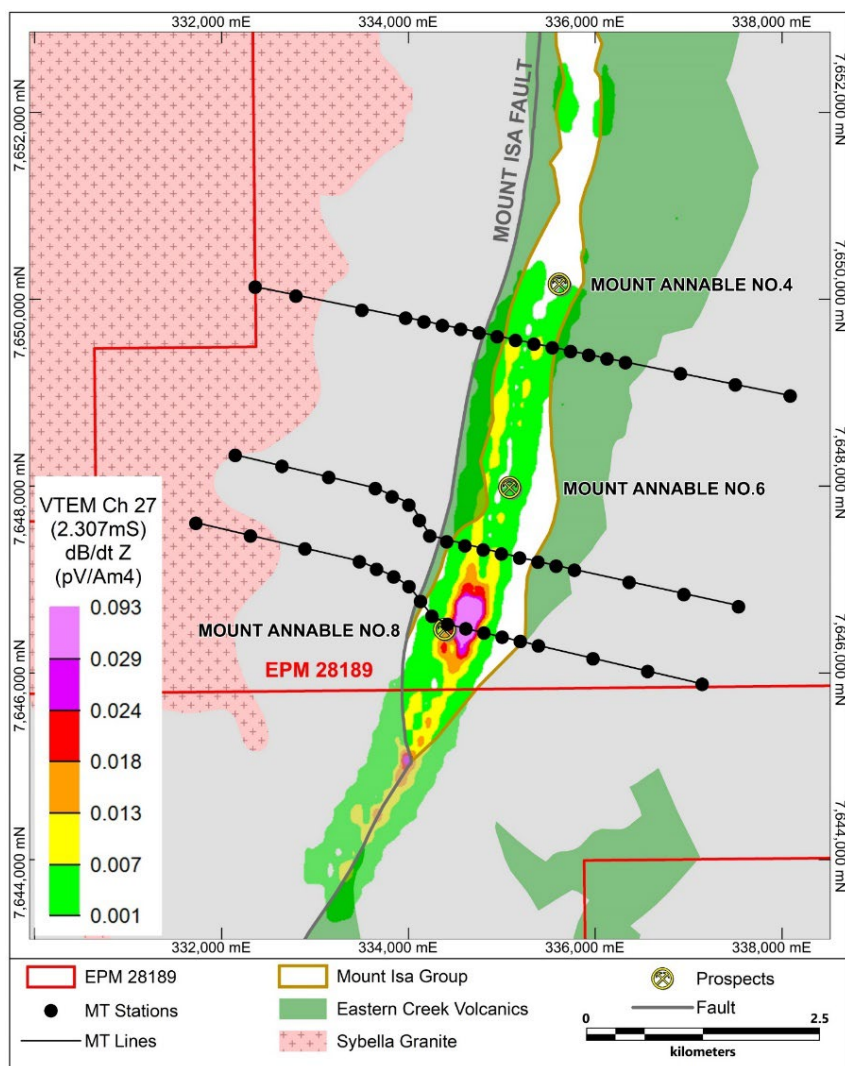 332,000 mE 334,000 mE 336,000 mE 338,000 mE
7,652,000 mN 7,652,000 mN
MOUNT ISA FAULT
7,650,000 mN 7,650,000 mN
MOUNT ANNABLE NO.4
7,648,000 mN 7,648,000 mN
MOUNT ANNABLE NO.6
VTEM Ch 27
(2.307mS)
dB/dt Z
(pV/Am4)
0.093
0.029
0.024
0.018
0.013
0.007
0.001
MOUNT ANNABLE NO.8
EPM 28189
7,646,000 mN 7,646,000 mN
7,644,000 mN 7,644,000 mN
332,000 mE 334,000 mE 336,000 mE 338,000 mE
EPM 28189 Mount Isa Group Prospects
MT Stations Eastern Creek Volcanics Fault
MT Lines Sybella Granite
0 2.5
kilometers